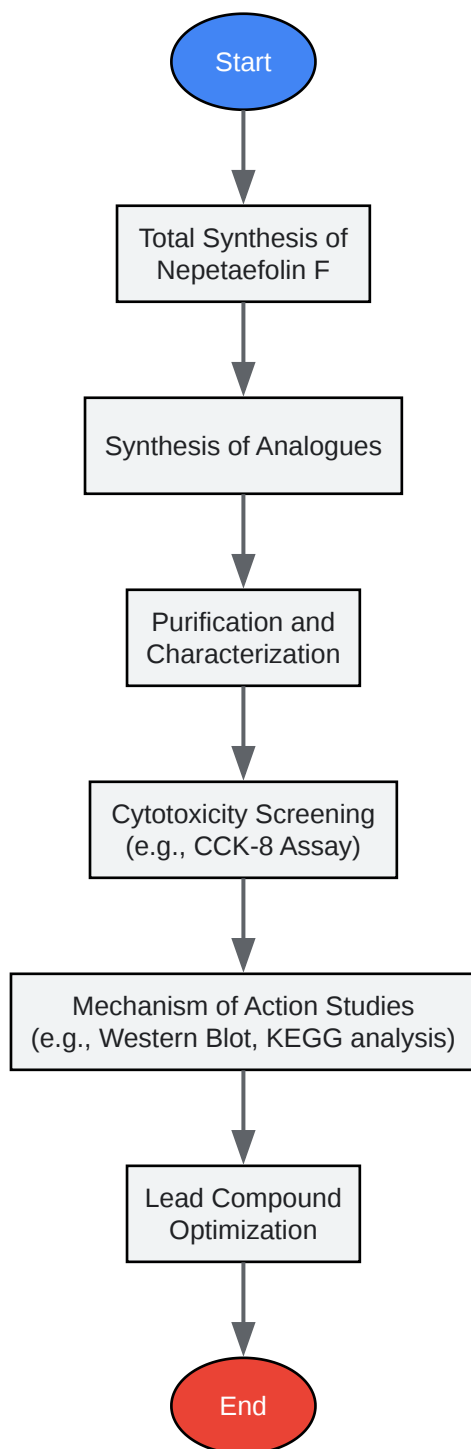 Start
Total Synthesis of
Nepetaefolin F
Synthesis of Analogues
Purification and
Characterization
Cytotoxicity Screening
(e.g., CCK-8 Assay)
Mechanism of Action Studies
(e.g., Western Blot, KEGG analysis)
Lead Compound
Optimization
End